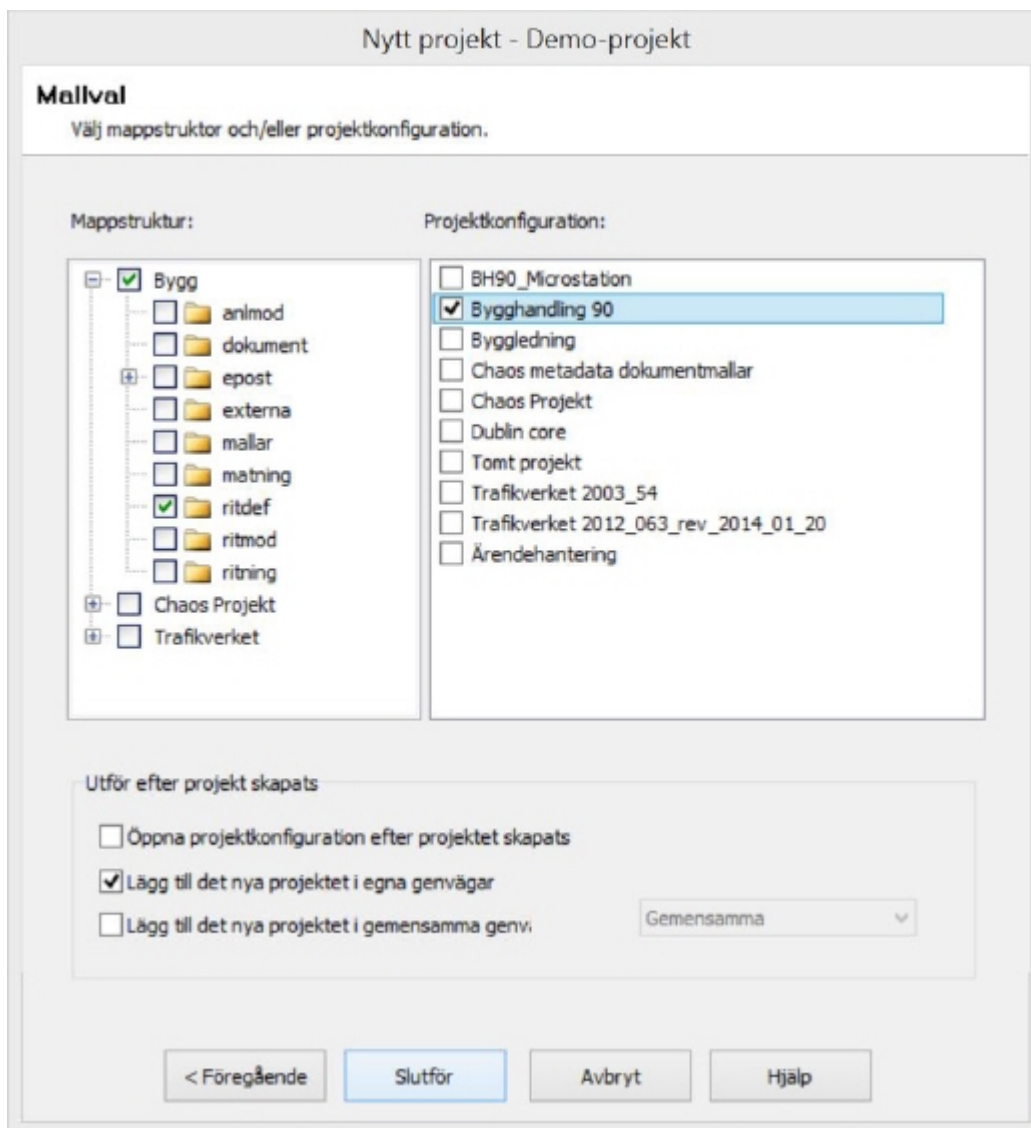 Nytt projekt - Demo-projekt
Mallval
Välj mappstruktor och/eller projektkonfiguration.
Mappstruktur:
Projektkonfiguration:
Bygg
anlmod
dokument
epost
externa
mallar
matning
ritdef
ritmod
ritning
Chaos Projekt
Trafikverket
BH90_Microstation
Bygghandling 90
Byggledning
Chaos metadata dokumentmallar
Chaos Projekt
Dublin core
Tomt projekt
Trafikverket 2003_54
Trafikverket 2012_063_rev_2014_01_20
Ärendehantering
Utför efter projekt skapats
Öppna projektkonfiguration efter projektet skapats
Lägg till det nya projektet i egna genvägar
Lägg till det nya projektet i gemensamma genvä
Gemensamma
< Föregående
Slutför
Avbryt
Hjälp